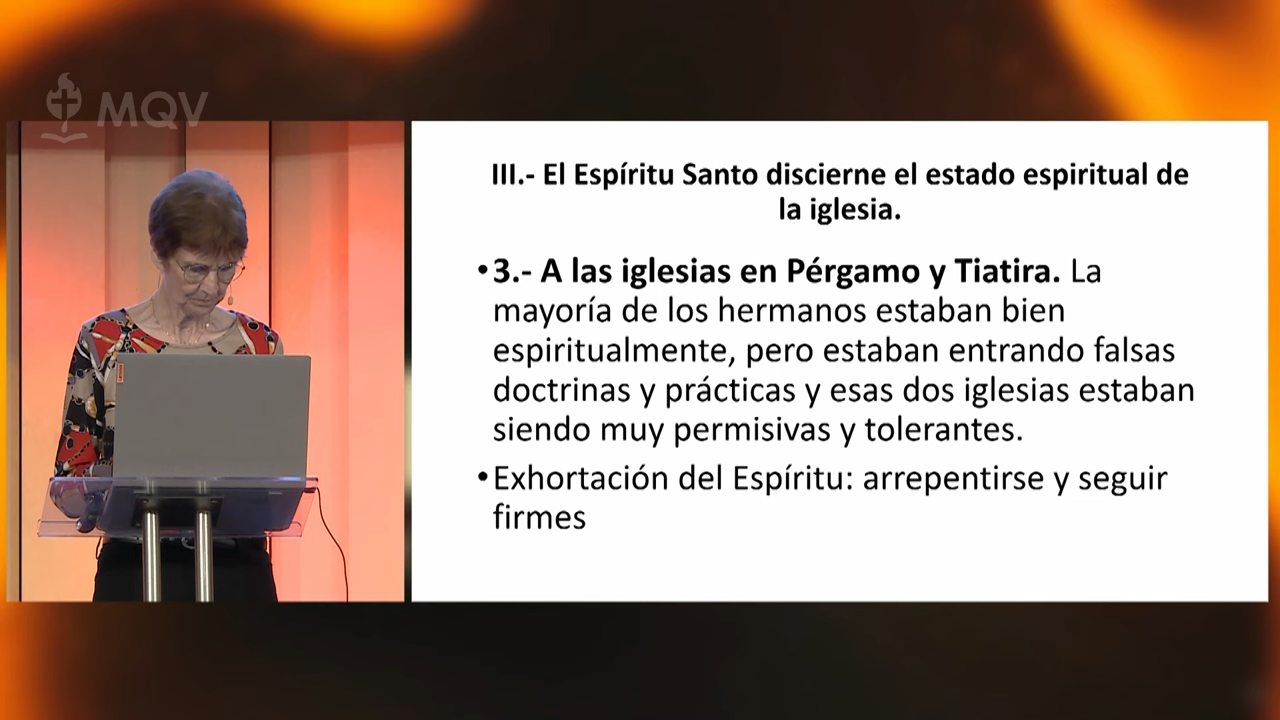 MQV
III.- El Espíritu Santo discierne el estado espiritual de
la iglesia.
•3.- A las iglesias en Pérgamo y Tiatira. La
mayoría de los hermanos estaban bien
espiritualmente, pero estaban entrando falsas
doctrinas y prácticas y esas dos iglesias estaban
siendo muy permisivas y tolerantes.
•Exhortación del Espíritu: arrepentirse y seguir
firmes